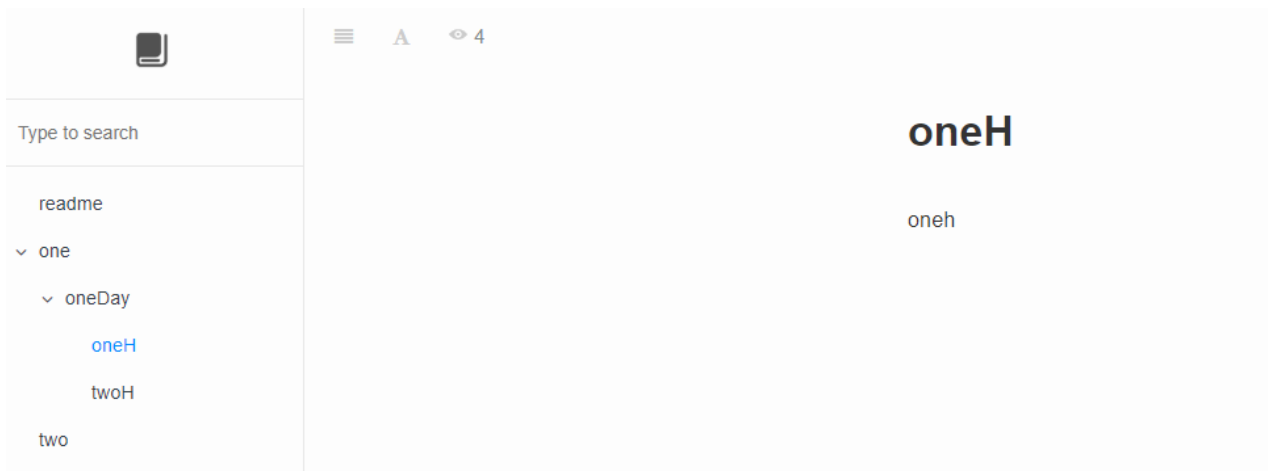 A 4
Type to search
readme
one
oneDay
oneH
twoH
two
oneH
oneh